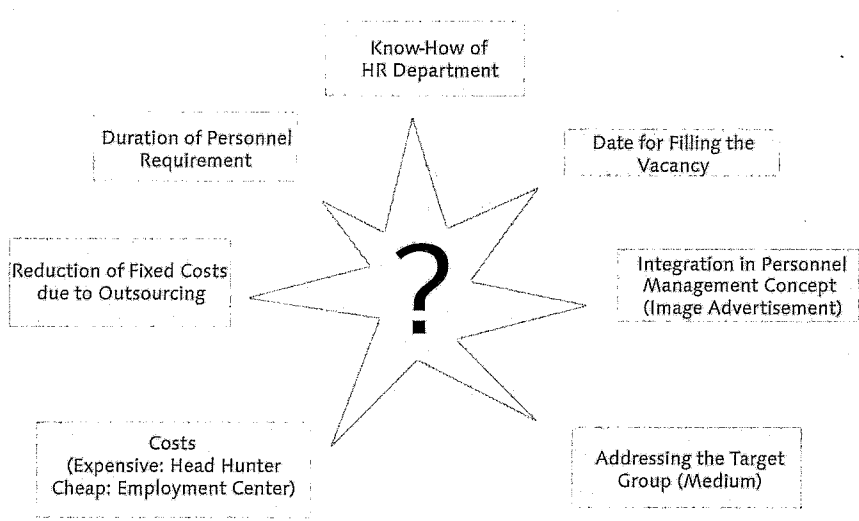 Know-How of
HR Department
Duration of Personnel
Requirement
Date for Filling the
Vacancy
Reduction of Fixed Costs
due to Outsourcing
?
Integration in Personnel
Management Concept
(Image Advertisement)
Costs
(Expensive: Head Hunter
Cheap: Employment Center)
Addressing the Target
Group (Medium)